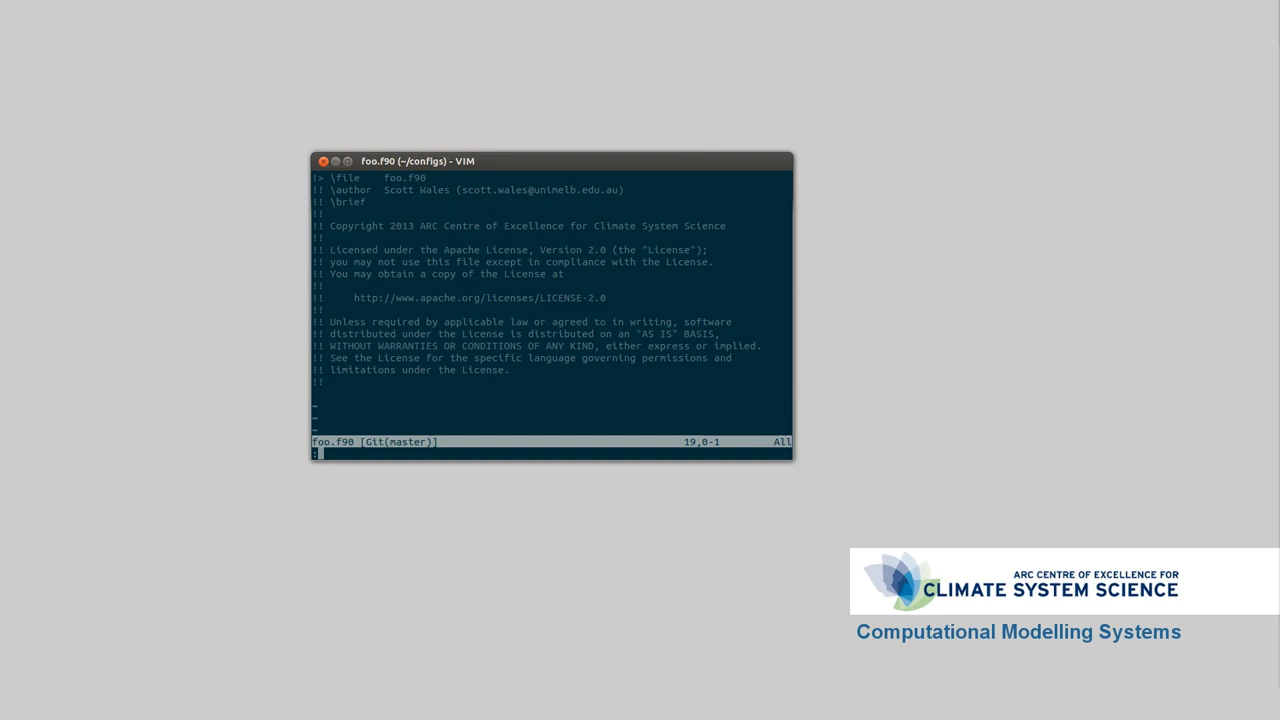 foo.f90 (~/configs) - VIM
!> \file    foo.f90
!! \author  Scott Wales (scott.wales@unimelb.edu.au)
!! \brief
!!
!! Copyright 2013 ARC Centre of Excellence for Climate System Science
!!
!! Licensed under the Apache License, Version 2.0 (the "License");
!! you may not use this file except in compliance with the License.
!! You may obtain a copy of the License at
!!
!!     http://www.apache.org/licenses/LICENSE-2.0
!!
!! Unless required by applicable law or agreed to in writing, software
!! distributed under the License is distributed on an "AS IS" BASIS,
!! WITHOUT WARRANTIES OR CONDITIONS OF ANY KIND, either express or implied.
!! See the License for the specific language governing permissions and
!! limitations under the License.
!!
~
~
~
foo.f90 [Git(master)] 19,0-1 All
:
ARC CENTRE OF EXCELLENCE FOR
CLIMATE SYSTEM SCIENCE
Computational Modelling Systems